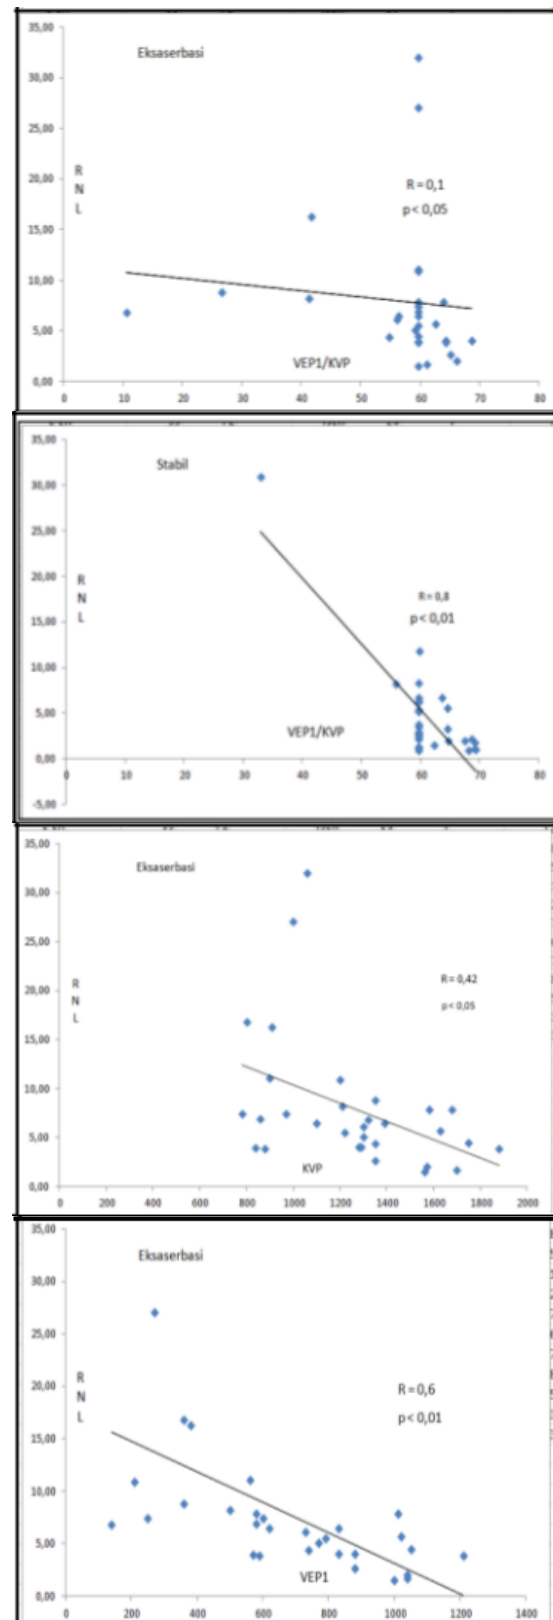 35,00
Eksaserbasi
30,00
25,00
20,00
R
N
L
R = 0,1
p < 0,05
15,00
10,00
5,00
VEP1/KVP
0,00
0 10 20 30 40 50 60 70 80
35,00
Stabil
30,00
25,00
20,00
R
N
L
R = 0,8
p < 0,01
15,00
10,00
5,00
VEP1/KVP
0,00
0 10 20 30 40 50 60 70 80
-5,00
35,00
Eksaserbasi
30,00
25,00
20,00
R
N
L
R = 0,42
p < 0,05
15,00
10,00
5,00
KVP
0,00
0 200 400 600 800 1000 1200 1400 1600 1800 2000
35,00
Eksaserbasi
30,00
25,00
20,00
R
N
L
R = 0,6
p < 0,01
15,00
10,00
5,00
VEP1
0,00
0 200 400 600 800 1000 1200 1400